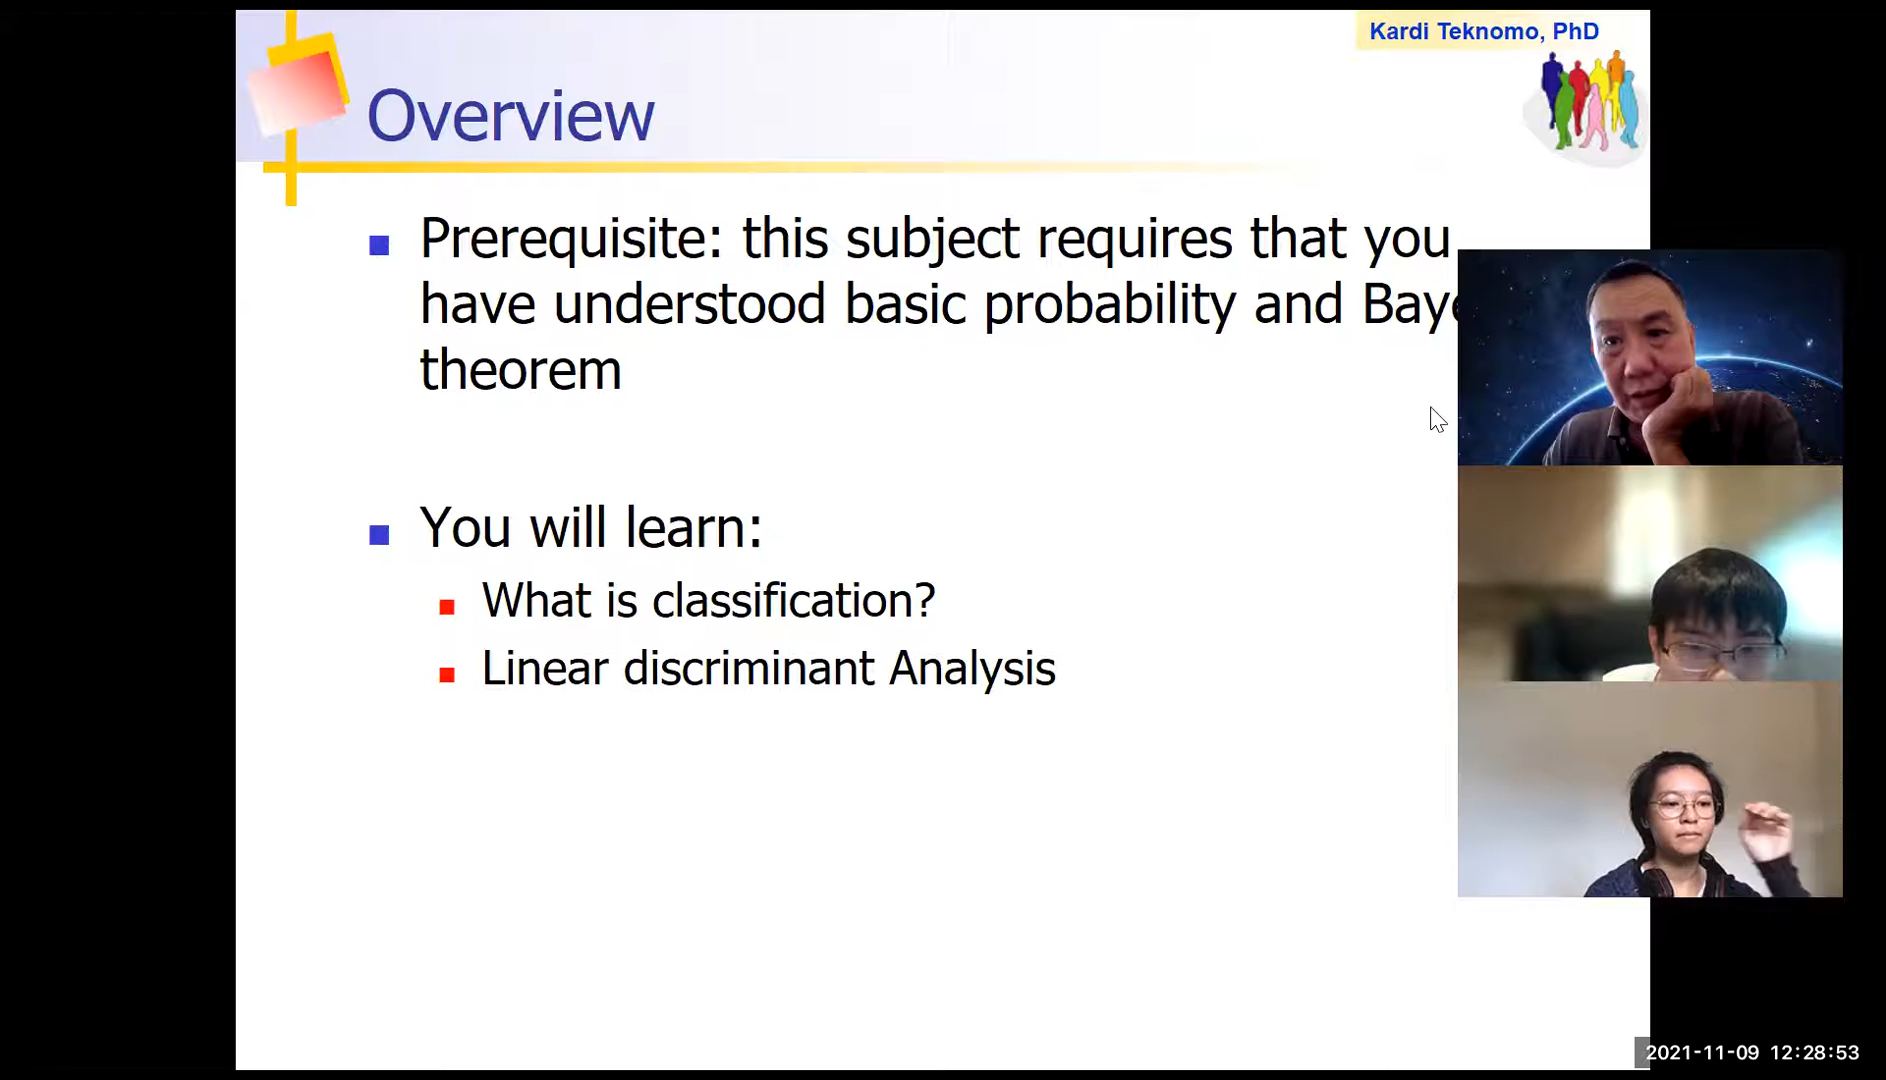 Kardi Teknomo, PhD
Overview
Prerequisite: this subject requires that you
have understood basic probability and
theorem
You will learn:
What is classification?
Linear discriminant Analysis
2021-11-09 12:28:53